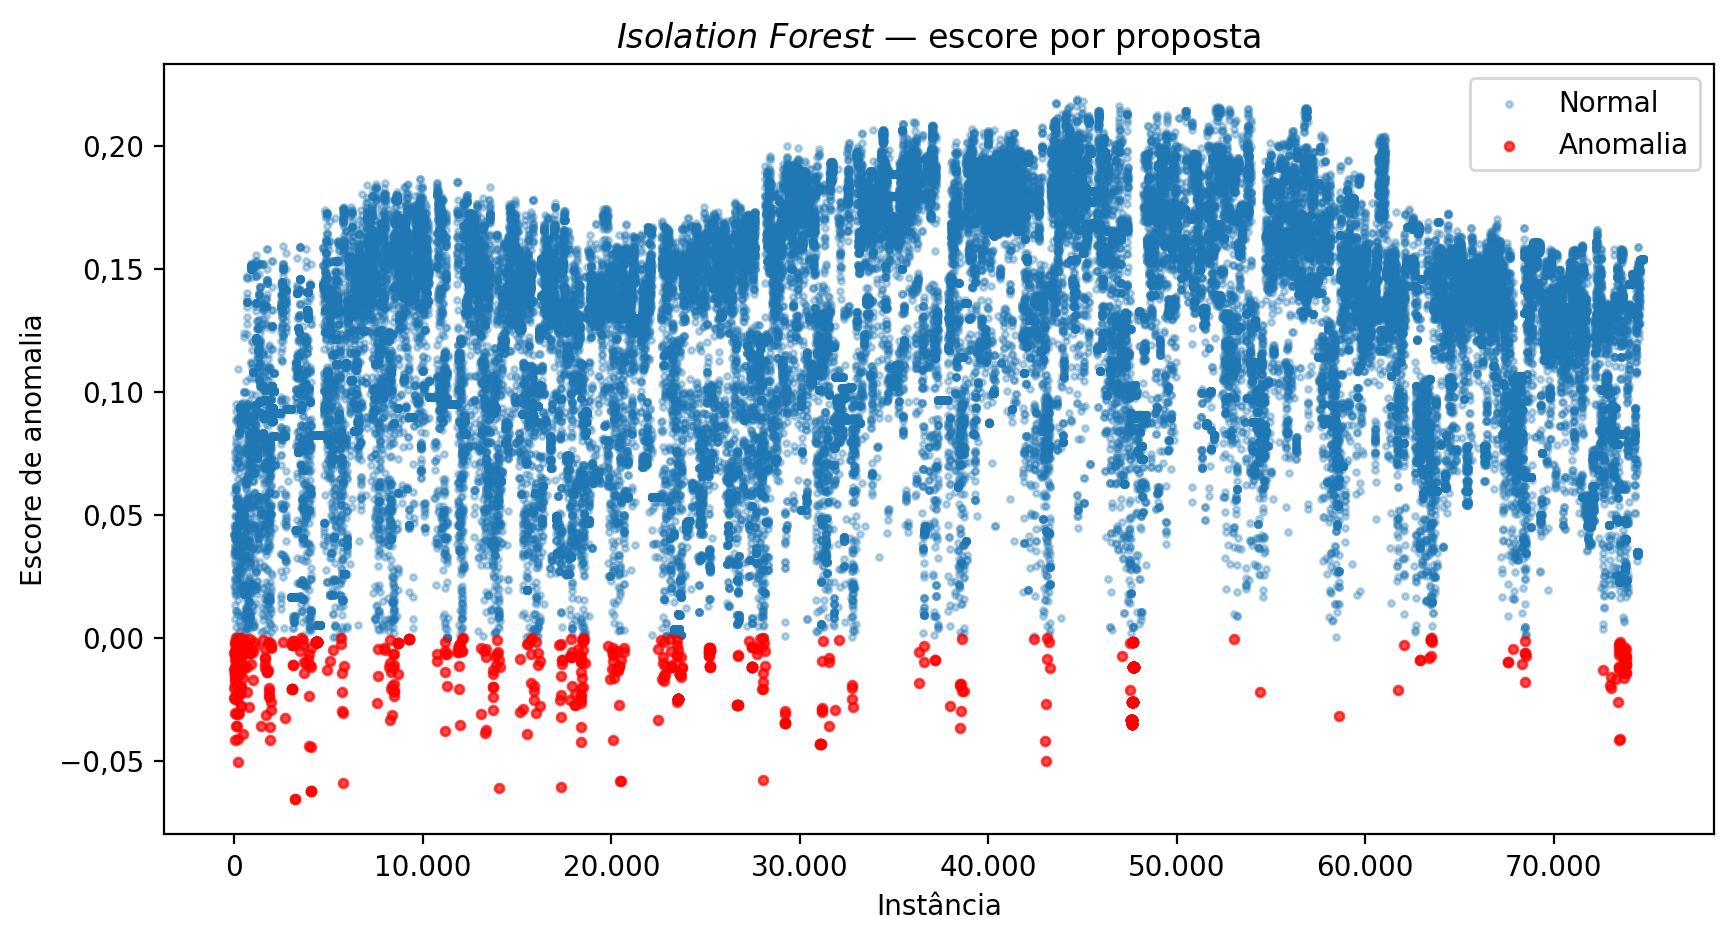 Isolation Forest — escore por proposta
Normal
Anomalia
Escore de anomalia
0,20
0,15
0,10
0,05
0,00
−0,05
0
10.000
20.000
30.000
40.000
50.000
60.000
70.000
Instância